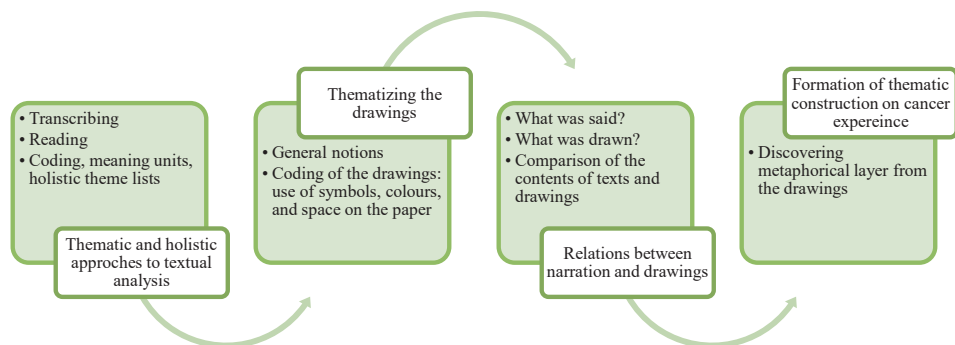 • Transcribing
• Reading
• Coding, meaning units,
holistic theme lists
Thematic and holistic
approches to textual
analysis
Thematizing the
drawings
• General notions
• Coding of the drawings:
use of symbols, colours,
and space on the paper
• What was said?
• What was drawn?
• Comparison of the
contents of texts and
drawings
Relations between
narration and drawings
Formation of thematic
construction on cancer
expereince
• Discovering
metaphorical layer from
the drawings